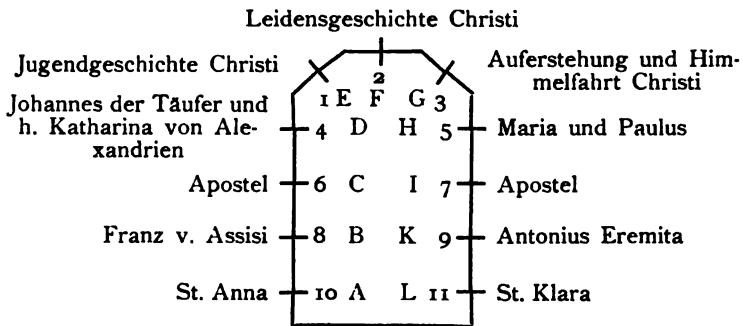 Leidensgeschichte Christi
Jugendgeschichte Christi
Auferstehung und Him-
melfahrt Christi
2
1 E F G 3
Johannes der Täufer und
h. Katharina von Ale-
xandrien
4 D H 5
Maria und Paulus
Apostel
6 C I 7
Apostel
Franz v. Assisi
8 B K 9
Antonius Eremita
St. Anna
10 A L 11
St. Klara